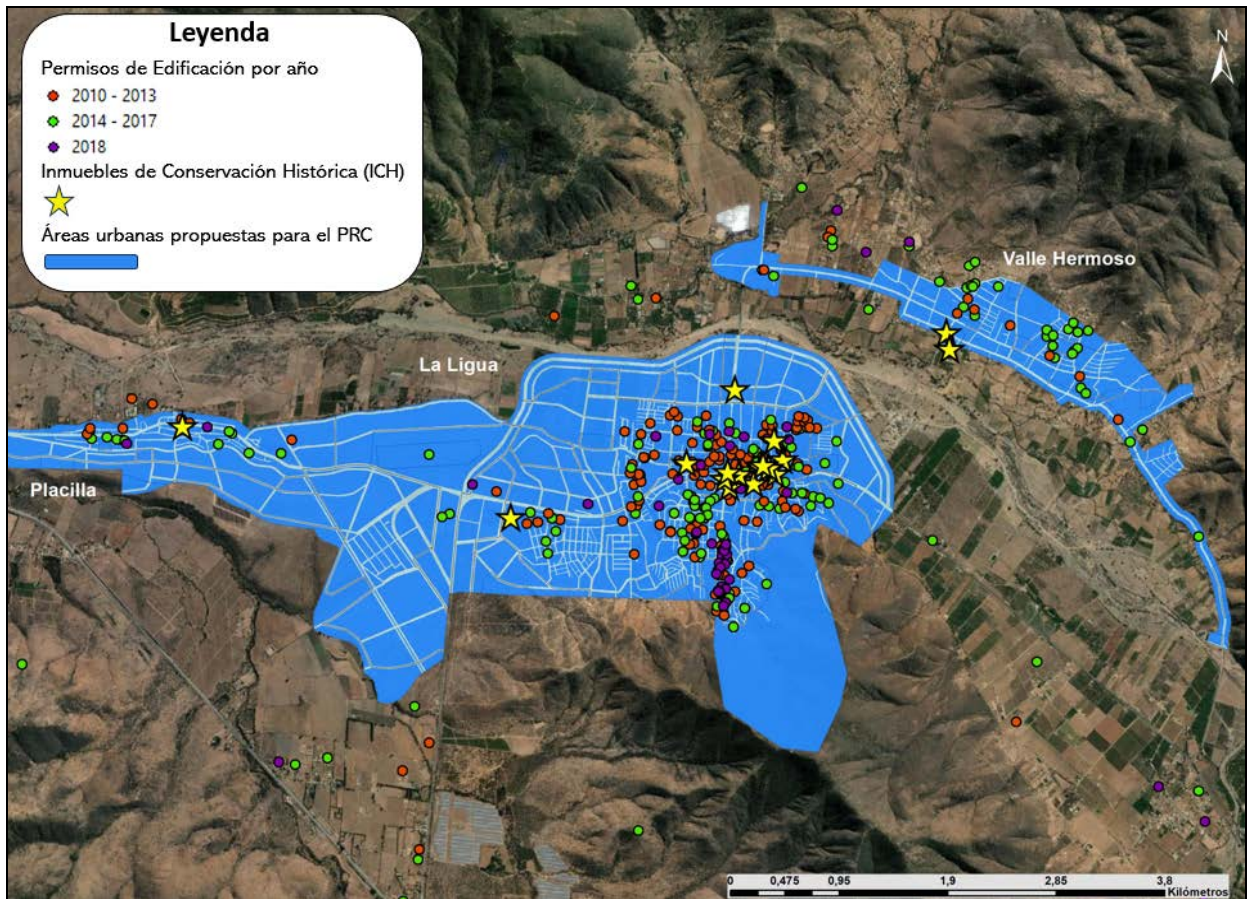 Leyenda
Permisos de Edificación por año
2010 - 2013
2014 - 2017
2018
Inmuebles de Conservación Histórica (ICH)
Áreas urbanas propuestas para el PRC
N
Valle Hermoso
La Ligua
Placilla
0 0,475 0,95 1,9 2,85 3,8
Kilómetros